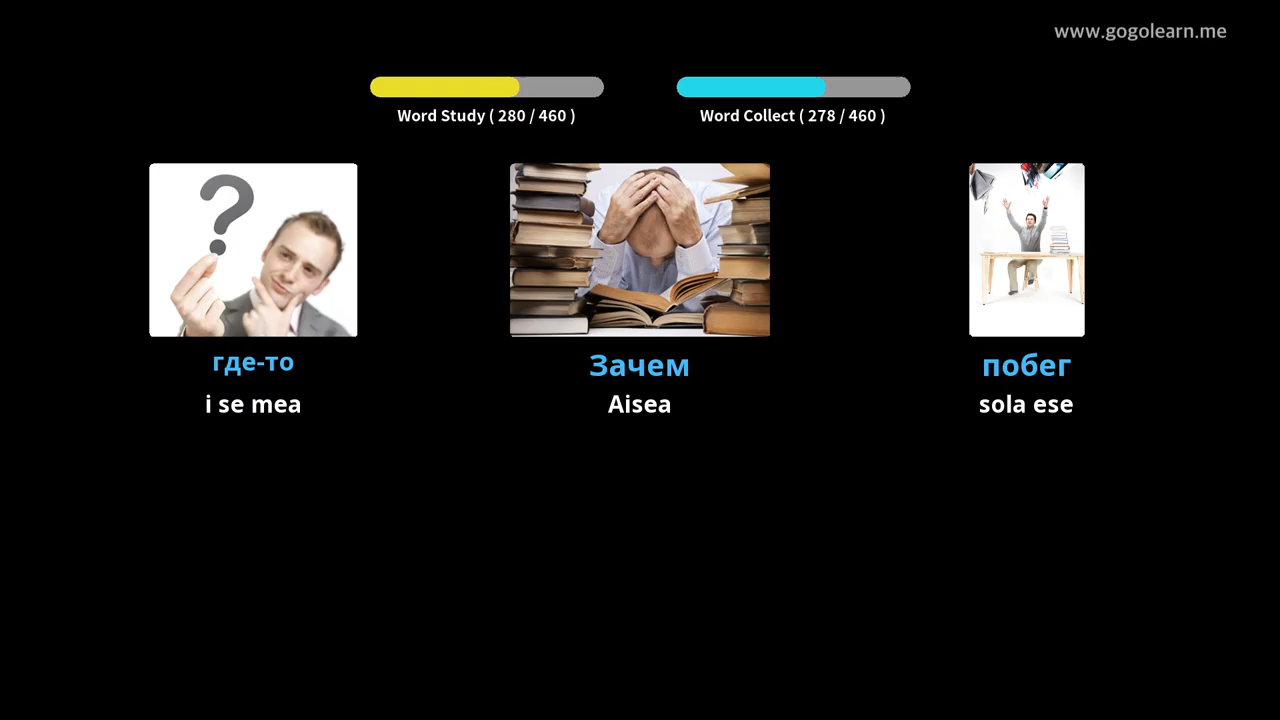 www.gogolearn.me
Word Study ( 280 / 460 )
Word Collect ( 278 / 460 )
где-то
Зачем
побег
i se mea
Aisea
sola ese